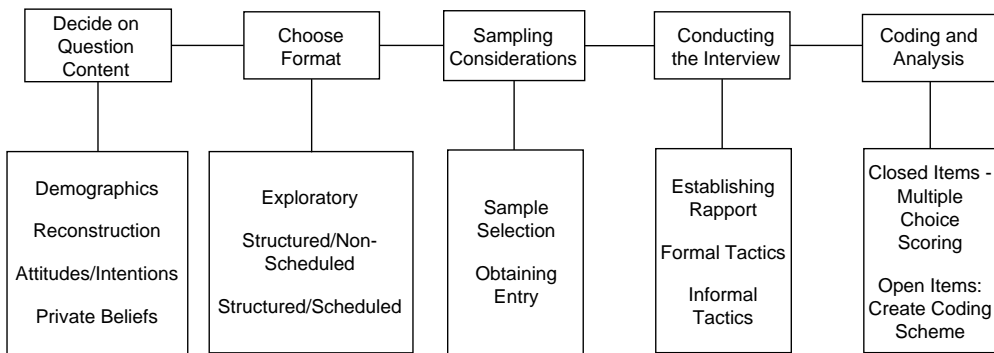 Decide on
Question
Content
Choose
Format
Sampling
Considerations
Conducting
the Interview
Coding and
Analysis
Demographics
Reconstruction
Attitudes/Intentions
Private Beliefs
Exploratory
Structured/Non-
Scheduled
Structured/Scheduled
Sample
Selection
Obtaining
Entry
Establishing
Rapport
Formal Tactics
Informal
Tactics
Closed Items -
Multiple
Choice
Scoring
Open Items:
Create Coding
Scheme